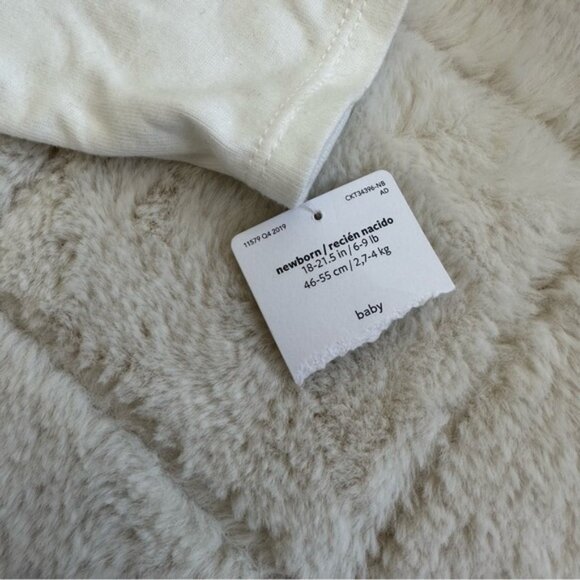 11579 Q4 2019
CKT34396-NB
AD
newborn / recién nacido
18-21.5 in / 6-9 lb
46-55 cm / 2,7-4 kg
baby